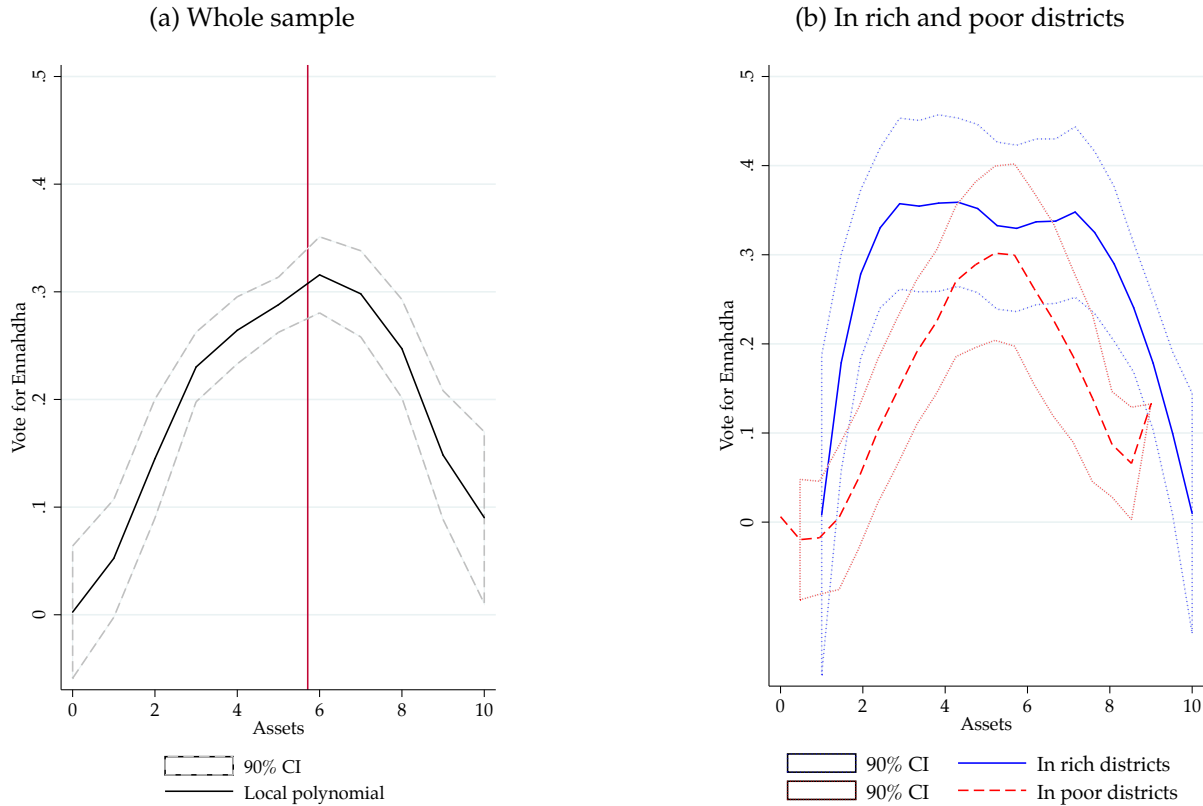 (a) Whole sample
Vote for Ennahdha
.5
.4
.3
.2
.1
0
0 2 4 6 8 10
Assets
90% CI
Local polynomial
(b) In rich and poor districts
Vote for Ennahdha
.5
.4
.3
.2
.1
0
0 2 4 6 8 10
Assets
90% CI In rich districts
90% CI In poor districts